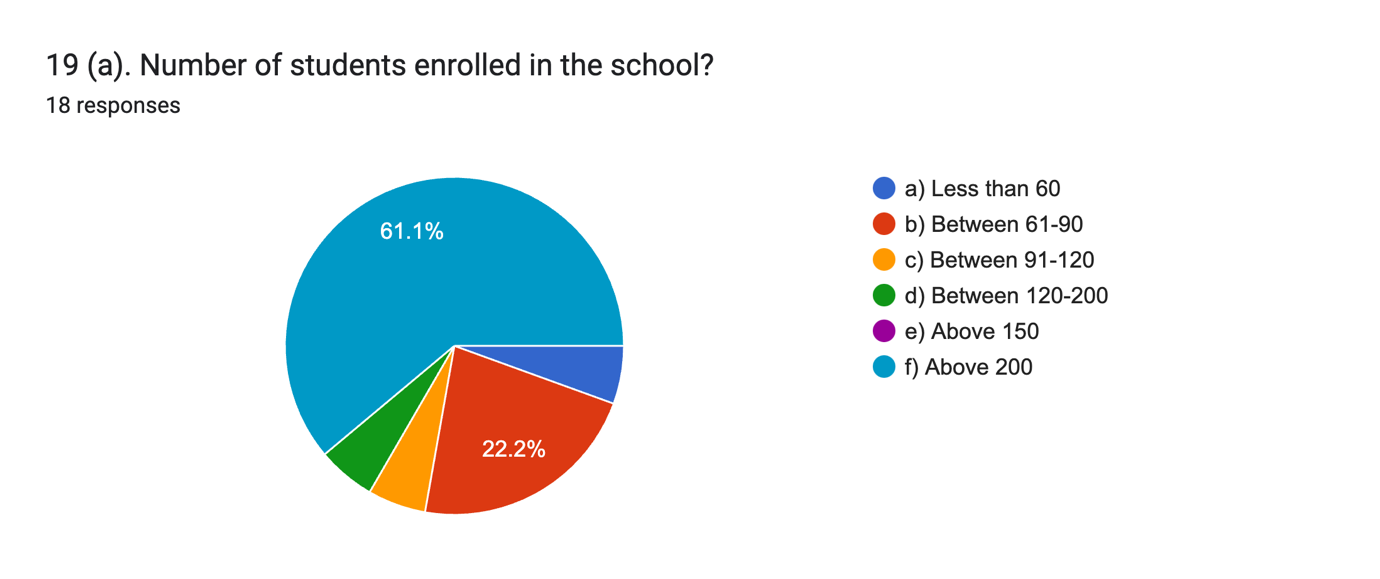 19 (a). Number of students enrolled in the school?
18 responses
61.1%
22.2%
a) Less than 60
b) Between 61-90
c) Between 91-120
d) Between 120-200
e) Above 150
f) Above 200